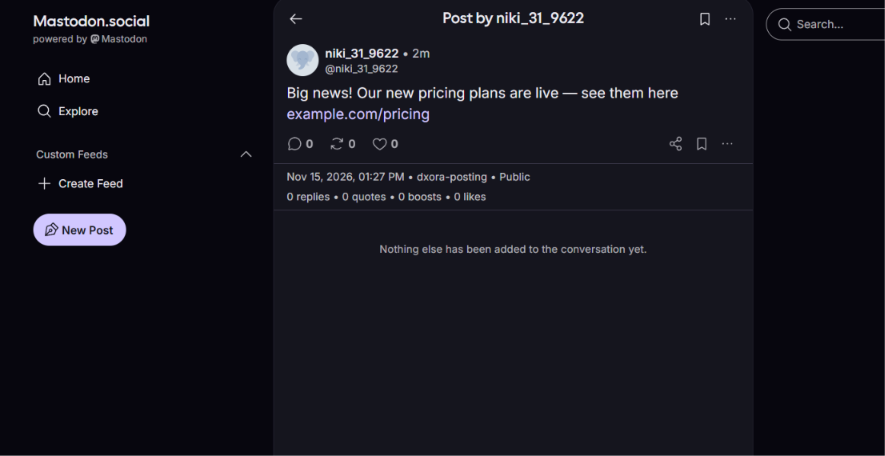 Mastodon.social
powered by Mastodon
Home
Explore
Custom Feeds
Create Feed
New Post
Post by niki_31_9622
niki_31_9622 • 2m
@niki_31_9622
Big news! Our new pricing plans are live — see them here
example.com/pricing
0 0 0
Nov 15, 2026, 01:27 PM • dxora-posting • Public
0 replies • 0 quotes • 0 boosts • 0 likes
Nothing else has been added to the conversation yet.
Search...